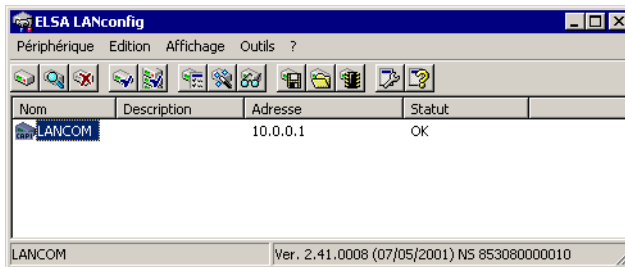 ELSA LANconfig
Périphérique Edition Affichage Outils ?
Nom Description Adresse Statut
CAPI LANCOM 10.0.0.1 OK
LANCOM Ver. 2.41.0008 (07/05/2001) NS 853080000010